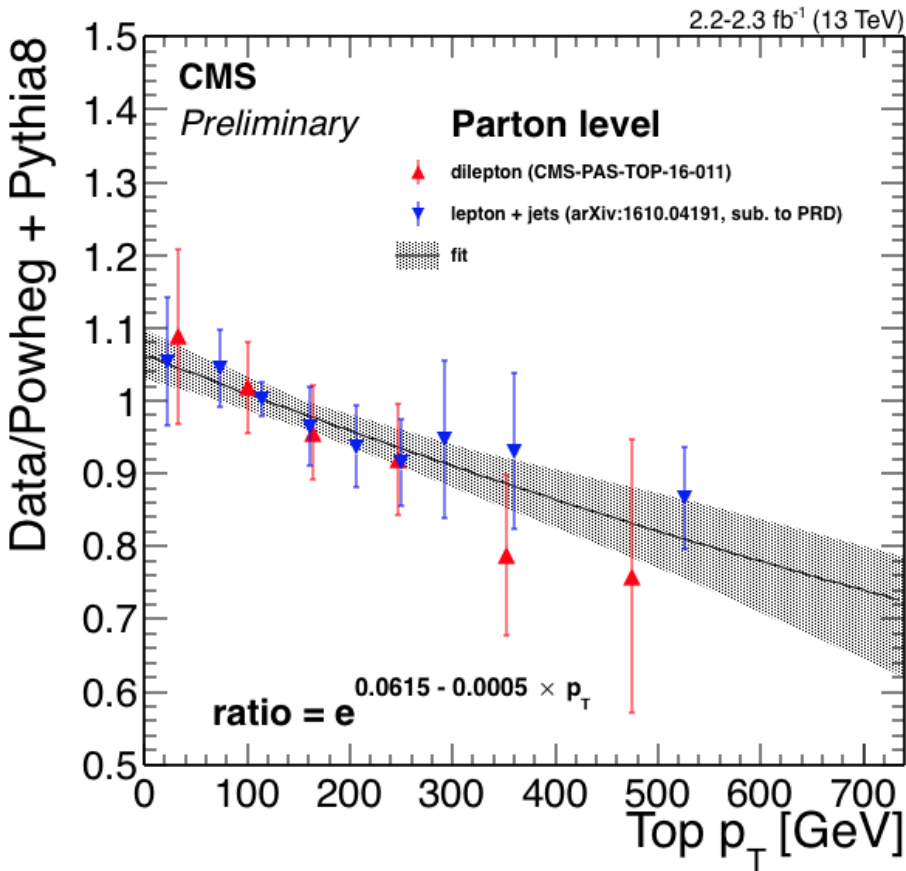 2.2-2.3 fb⁻¹ (13 TeV)
Data/Powheg + Pythia8
1.5
1.4
1.3
1.2
1.1
1
0.9
0.8
0.7
0.6
0.5
CMS
Preliminary
Parton level
dilepton (CMS-PAS-TOP-16-011)
lepton + jets (arXiv:1610.04191, sub. to PRD)
fit
ratio = e^{0.0615 - 0.0005 × p_T}
0 100 200 300 400 500 600 700
Top p_T [GeV]